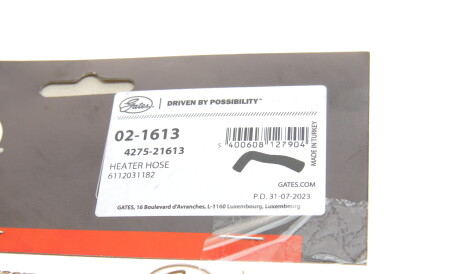 Gates
DRIVEN BY POSSIBILITY™
02-1613
4275-21613
HEATER HOSE
6112031182
5 400608 127904
MADE IN TURKEY
GATES.COM
P.D. 31-07-2023
GATES, 16 Boulevard d'Avranches, L-1160 Luxembourg, Luxembourg